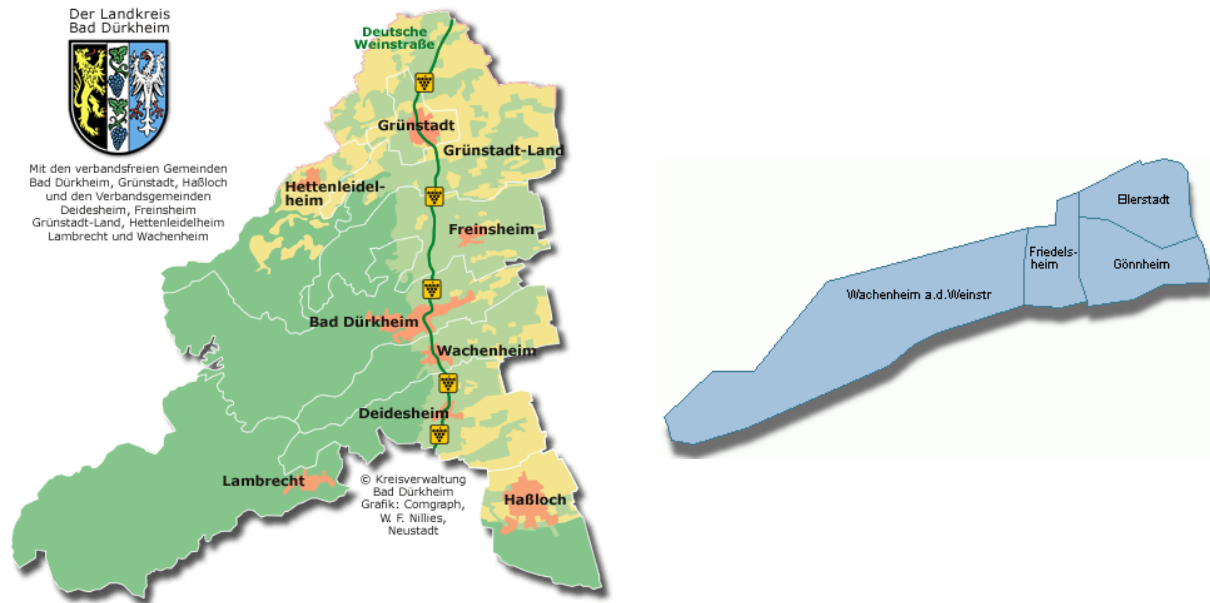 Der Landkreis
Bad Dürkheim
Mit den verbandsfreien Gemeinden
Bad Dürkheim, Grünstadt, Haßloch
und den Verbandsgemeinden
Deidesheim, Freinsheim
Grünstadt-Land, Hettenleidelheim
Lambrecht und Wachenheim
Deutsche
Weinstraße
Grünstadt
Grünstadt-Land
Hettenleidel-
heim
Freinsheim
Bad Dürkheim
Wachenheim
Deidesheim
Lambrecht
Haßloch
© Kreisverwaltung
Bad Dürkheim
Grafik: Comgraph,
W. F. Nillies,
Neustadt
Ellerstadt
Friedels-
heim
Gönnheim
Wachenheim a.d.Weinstr